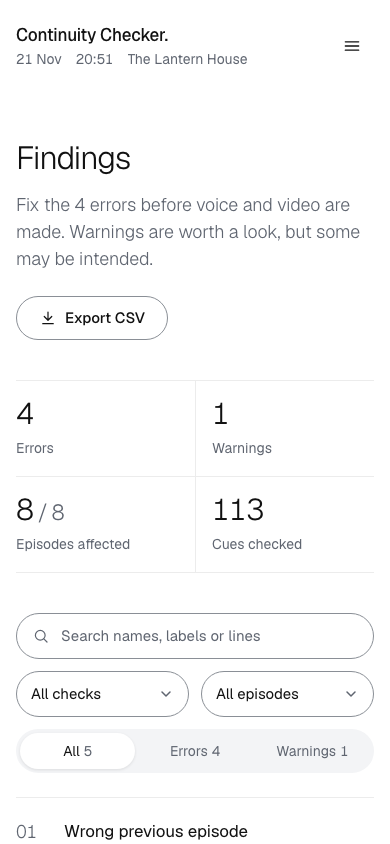 Continuity Checker.
21 Nov 20:51 The Lantern House
Findings
Fix the 4 errors before voice and video are
made. Warnings are worth a look, but some
may be intended.
Export CSV
4
Errors
1
Warnings
8 / 8
Episodes affected
113
Cues checked
Search names, labels or lines
All checks
All episodes
All 5
Errors 4
Warnings 1
01 Wrong previous episode